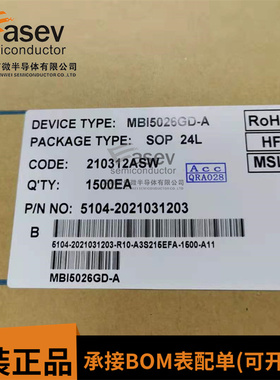 asev
semiconductor
微半导体有限公司
DEVICE TYPE: MBI5026GD-A
PACKAGE TYPE: SOP 24L
CODE: 210312ASW
Q'TY: 1500EA
Acc
QRA028
RoH
HF
MSL
P/N NO: 5104-2021031203
B
5104-2021031203-R10-A3S215EFA-1500-A11
MBI5026GD-A
装正品
承接BOM表配单(可开